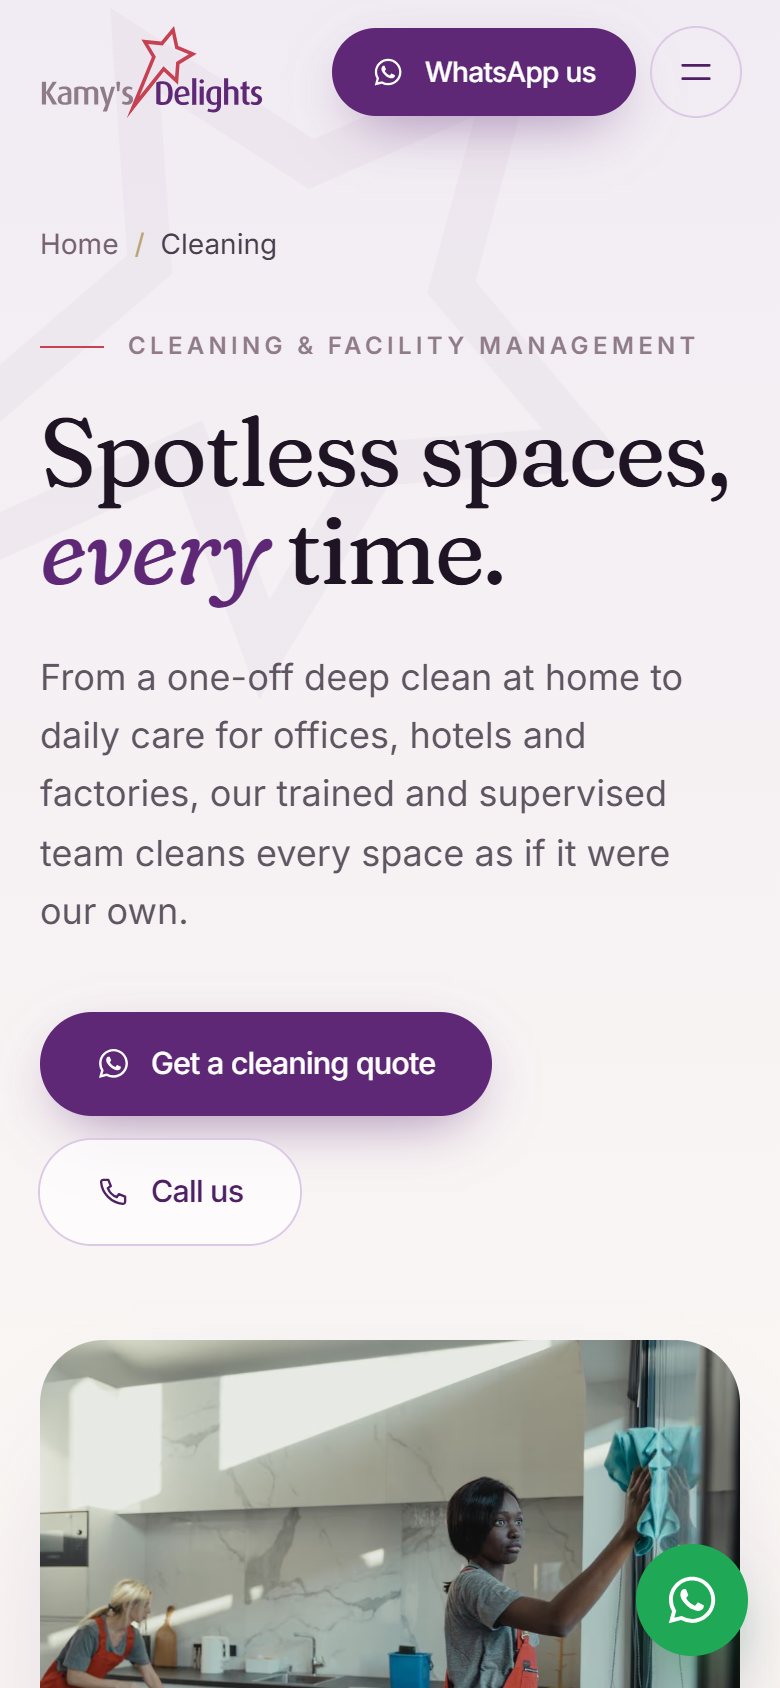 Kamy's Delights
WhatsApp us
Home / Cleaning
CLEANING & FACILITY MANAGEMENT
Spotless spaces,
every time.
From a one-off deep clean at home to
daily care for offices, hotels and
factories, our trained and supervised
team cleans every space as if it were
our own.
Get a cleaning quote
Call us